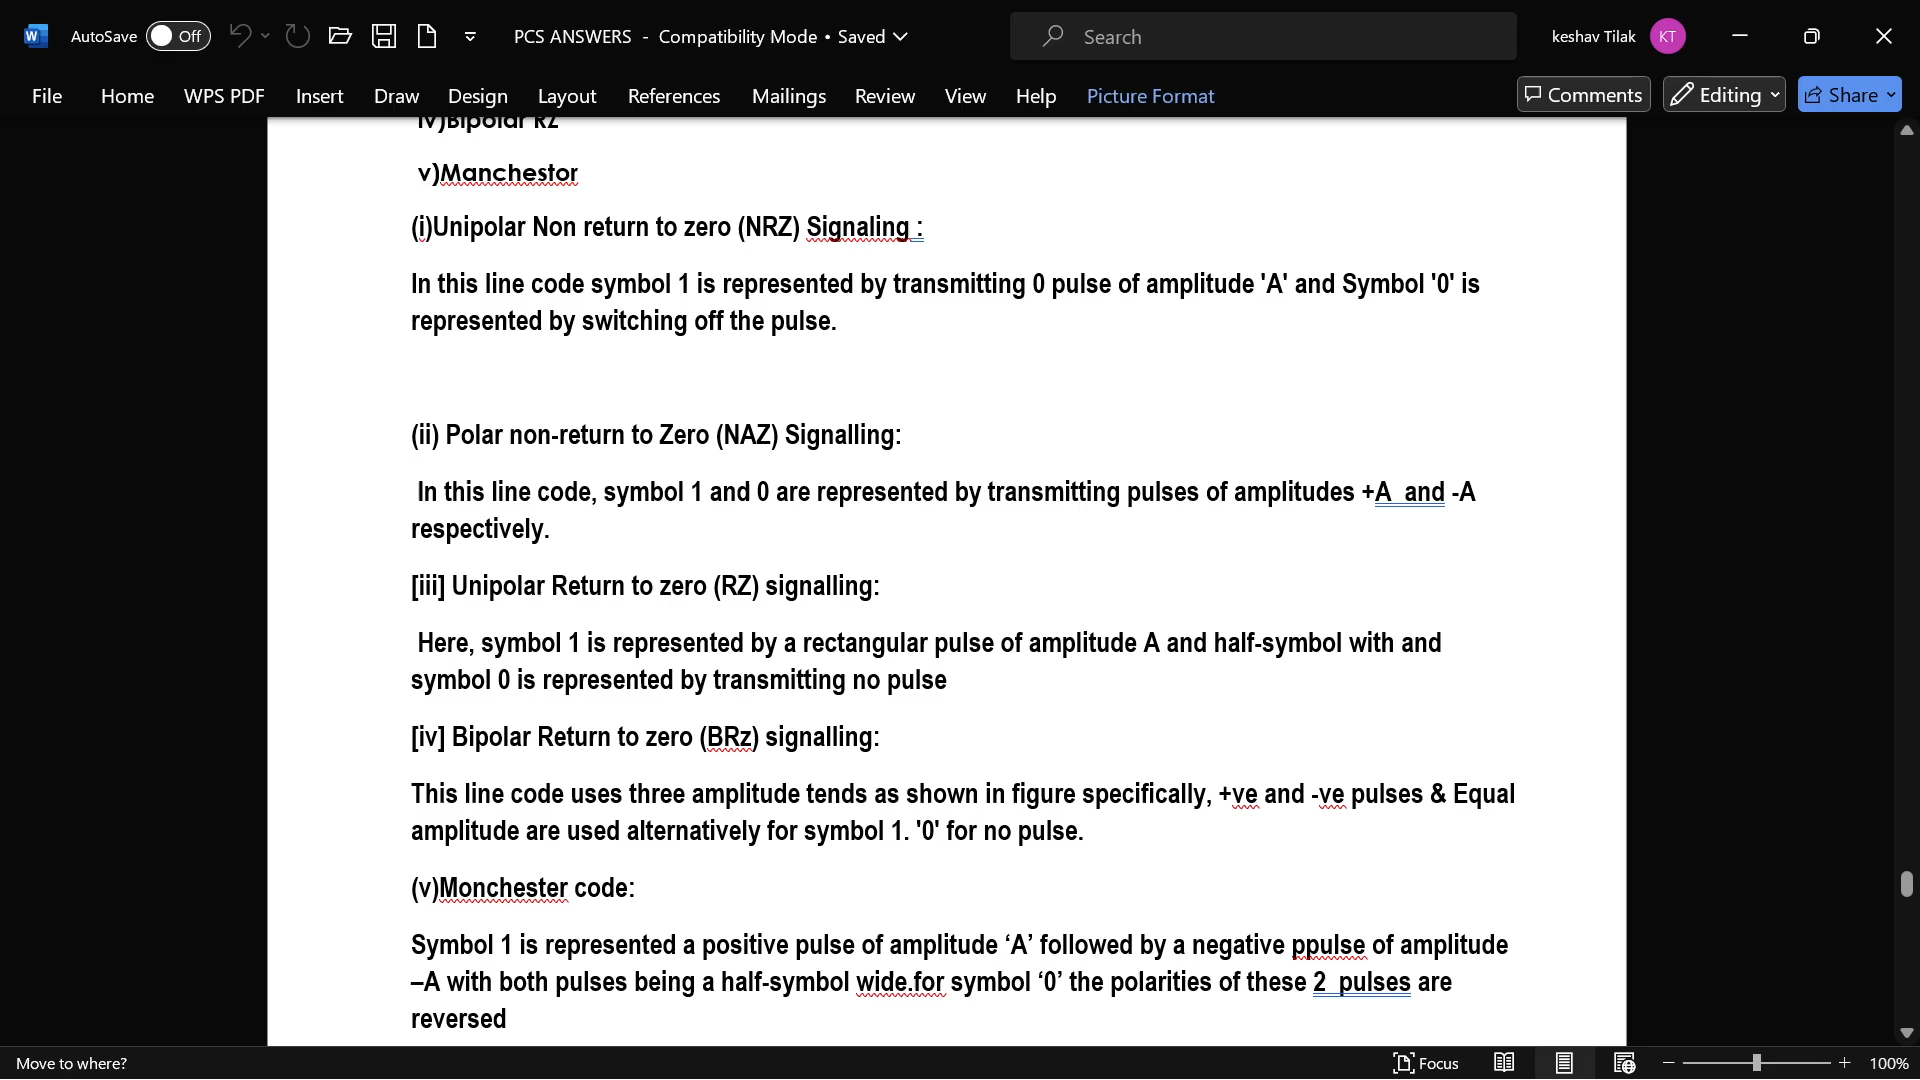 AutoSave Off PCS ANSWERS - Compatibility Mode • Saved Search keshav Tilak KT
File Home WPS PDF Insert Draw Design Layout References Mailings Review View Help Picture Format Comments Editing Share
iv)Bipolar RZ
v)Manchestor
(i)Unipolar Non return to zero (NRZ) Signaling :
In this line code symbol 1 is represented by transmitting 0 pulse of amplitude 'A' and Symbol '0' is
represented by switching off the pulse.
(ii) Polar non-return to Zero (NAZ) Signalling:
In this line code, symbol 1 and 0 are represented by transmitting pulses of amplitudes +A  and -A
respectively.
[iii] Unipolar Return to zero (RZ) signalling:
Here, symbol 1 is represented by a rectangular pulse of amplitude A and half-symbol with and
symbol 0 is represented by transmitting no pulse
[iv] Bipolar Return to zero (BRz) signalling:
This line code uses three amplitude tends as shown in figure specifically, +ve and -ve pulses & Equal
amplitude are used alternatively for symbol 1. '0' for no pulse.
(v)Monchester code:
Symbol 1 is represented a positive pulse of amplitude ‘A’ followed by a negative ppulse of amplitude
–A with both pulses being a half-symbol wide.for symbol ‘0’ the polarities of these 2  pulses are
reversed
Move to where? Focus 100%